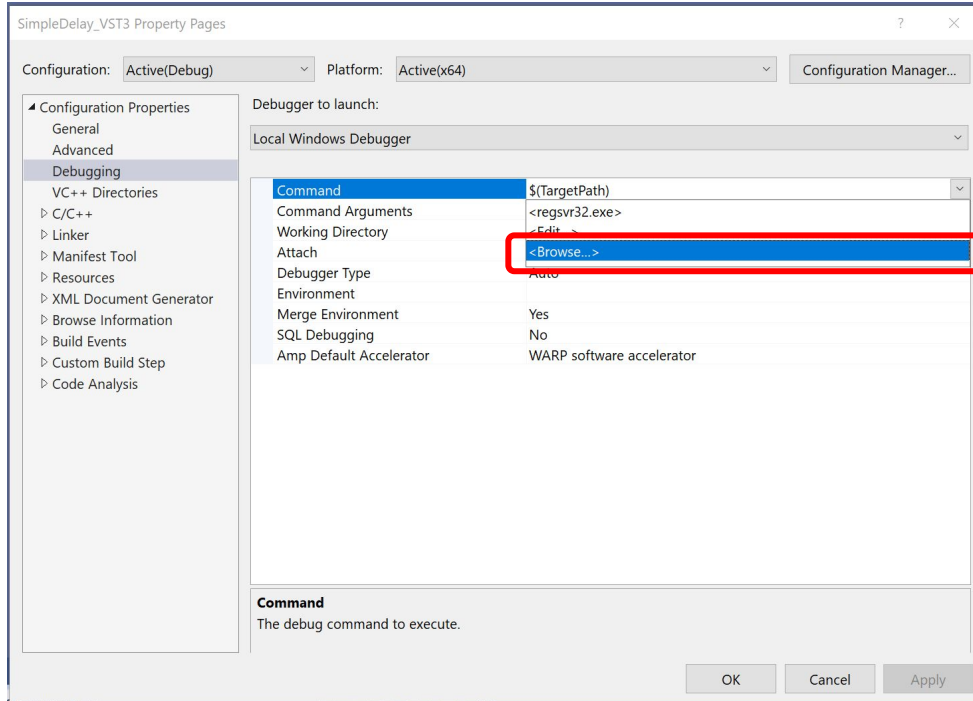 SimpleDelay_VST3 Property Pages
?
Configuration: Active(Debug) Platform: Active(x64) Configuration Manager...
Configuration Properties
General
Advanced
Debugging
VC++ Directories
C/C++
Linker
Manifest Tool
Resources
XML Document Generator
Browse Information
Build Events
Custom Build Step
Code Analysis
Debugger to launch:
Local Windows Debugger
Command $(TargetPath)
Command Arguments <regsvr32.exe>
Working Directory <Edit...>
Attach <Browse...>
Debugger Type Auto
Environment
Merge Environment Yes
SQL Debugging No
Amp Default Accelerator WARP software accelerator
Command
The debug command to execute.
OK Cancel Apply